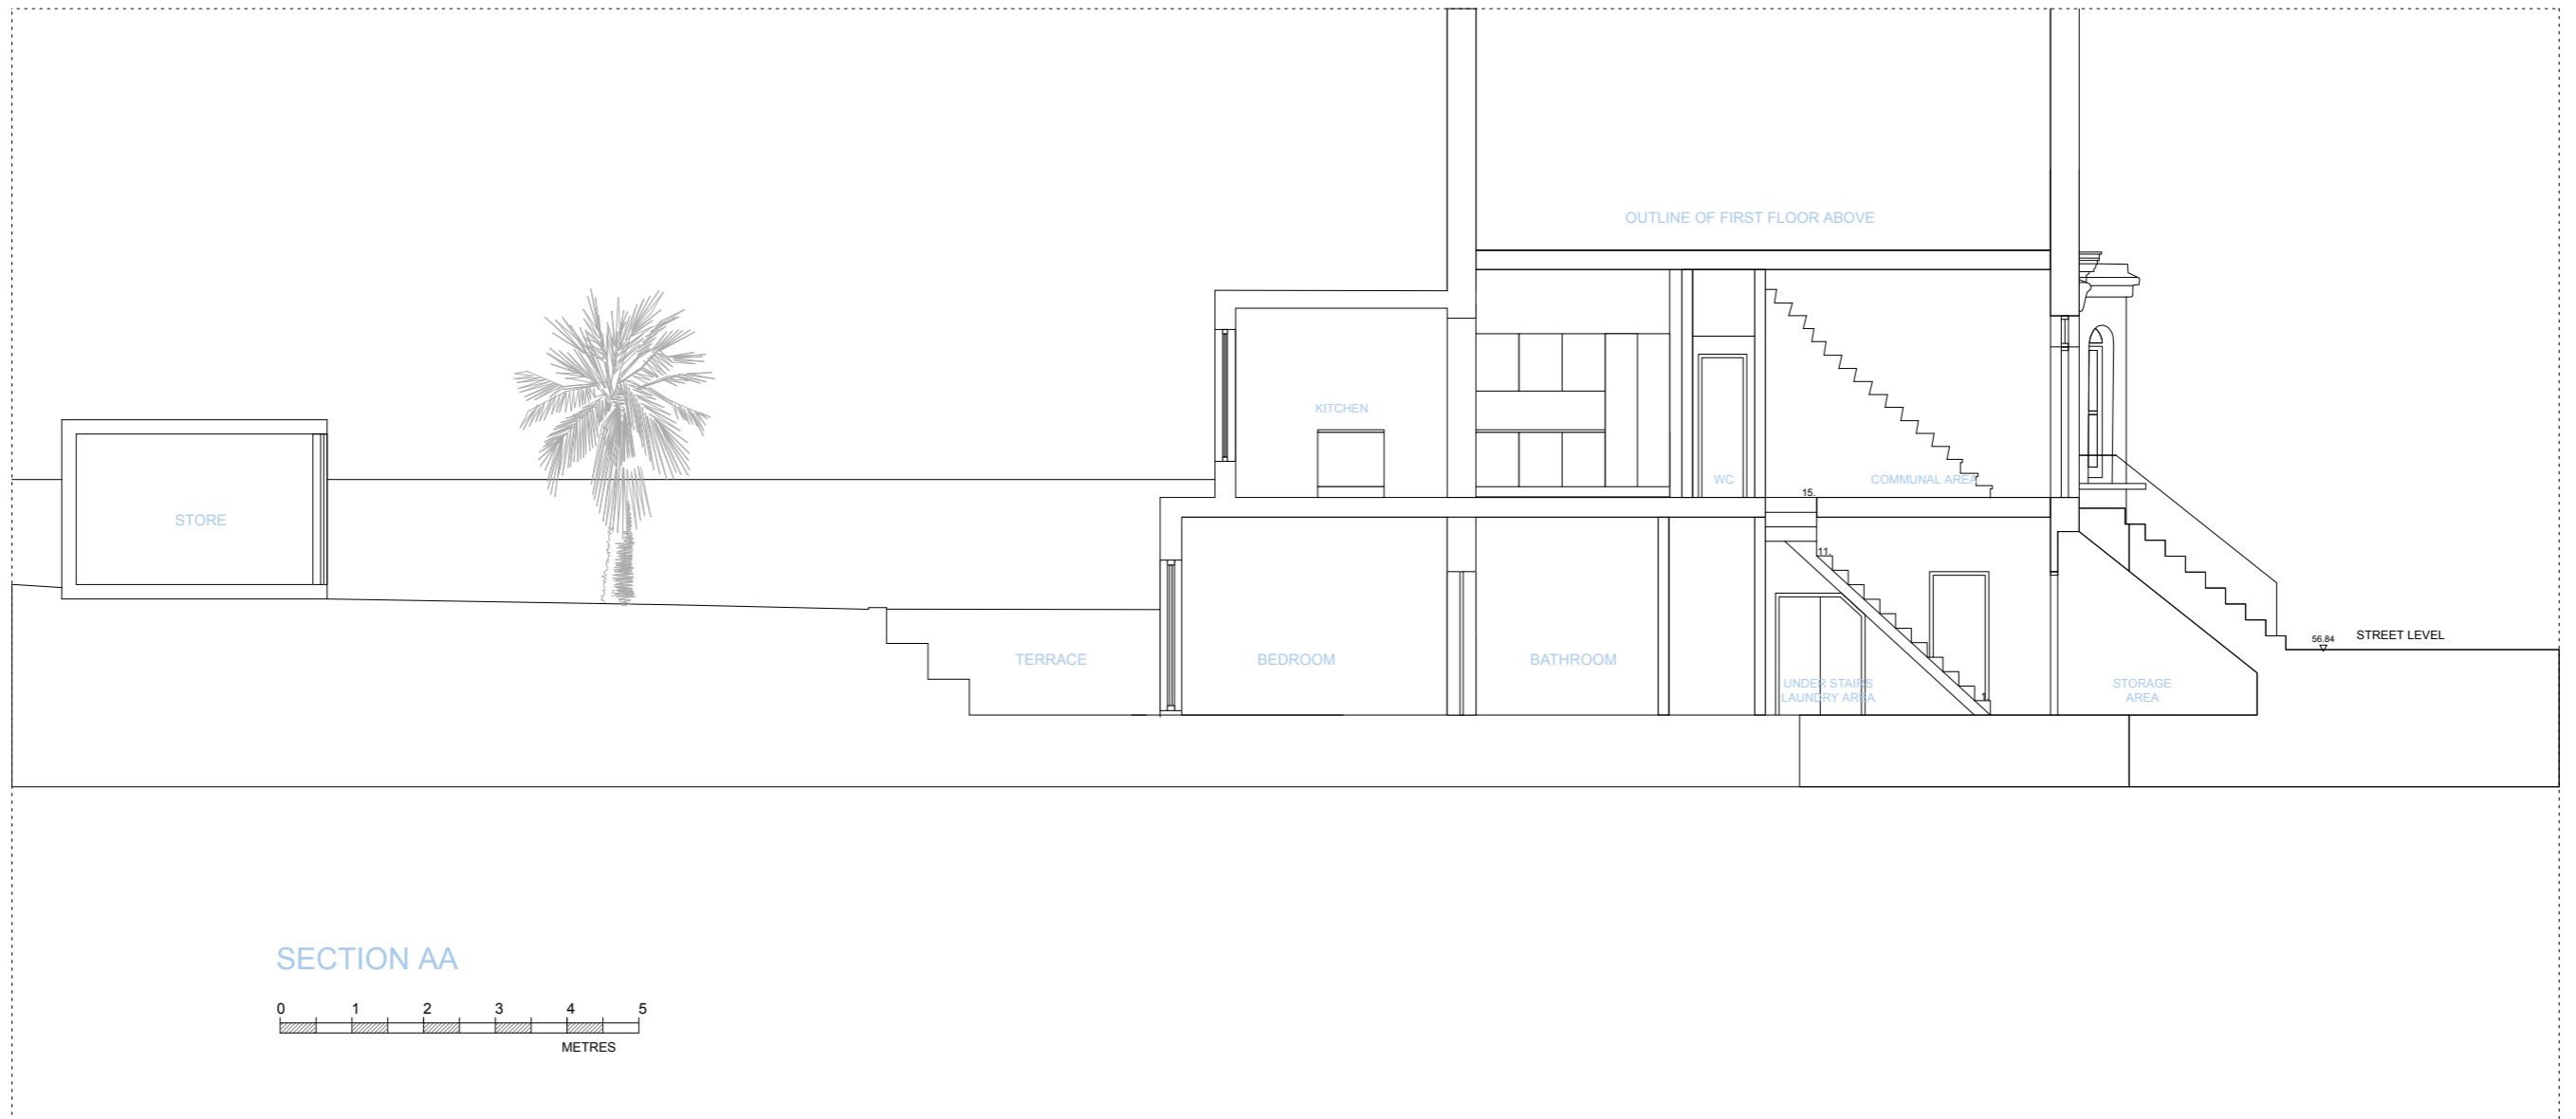 OUTLINE OF FIRST FLOOR ABOVE
KITCHEN
WC
COMMUNAL AREA
15.
STORE
11.
56.84
STREET LEVEL
TERRACE
BEDROOM
BATHROOM
UNDER STAIRS
LAUNDRY AREA
1.
STORAGE
AREA
SECTION AA
0 1 2 3 4 5
METRES